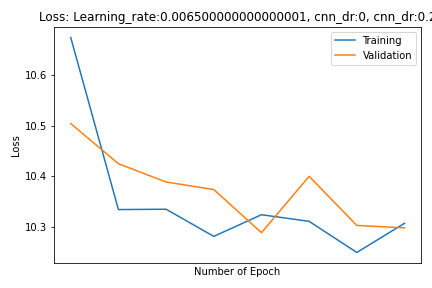 Loss: Learning_rate:0.006500000000000001, cnn_dr:0, cnn_dr:0.2
Training
Validation
10.6
10.5
10.4
10.3
Loss
Number of Epoch